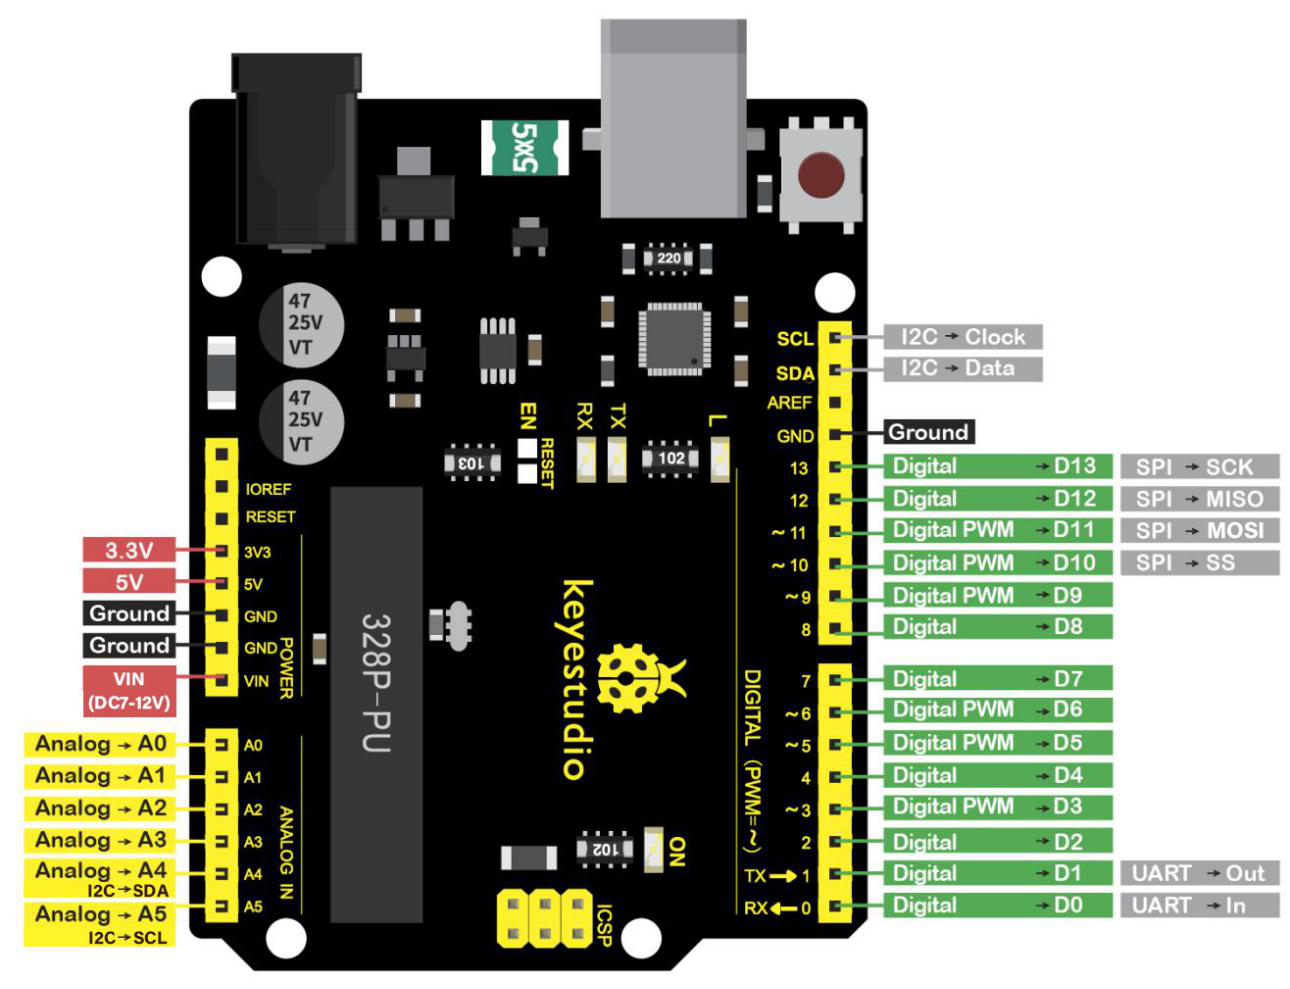 5xx5
220
47
25V
VT
47
25V
VT
EN
RESET
RX
TX
L
103
102
SCL I2C → Clock
SDA I2C → Data
AREF
GND Ground
13 Digital → D13 SPI → SCK
12 Digital → D12 SPI → MISO
~ 11 Digital PWM → D11 SPI → MOSI
~ 10 Digital PWM → D10 SPI → SS
~ 9 Digital PWM → D9
8 Digital → D8
7 Digital → D7
~ 6 Digital PWM → D6
~ 5 Digital PWM → D5
4 Digital → D4
~ 3 Digital PWM → D3
2 Digital → D2
TX → 1 Digital → D1 UART → Out
RX ← 0 Digital → D0 UART → In
DIGITAL (PWM=~)
IOREF
RESET
3.3V 3V3
5V 5V
Ground GND
Ground GND
VIN VIN
(DC7-12V)
POWER
Analog → A0 A0
Analog → A1 A1
Analog → A2 A2
Analog → A3 A3
Analog → A4 A4
I2C→SDA
Analog → A5 A5
I2C→SCL
ANALOG IN
328P-PU
keyestudio
102
ON
ICSP